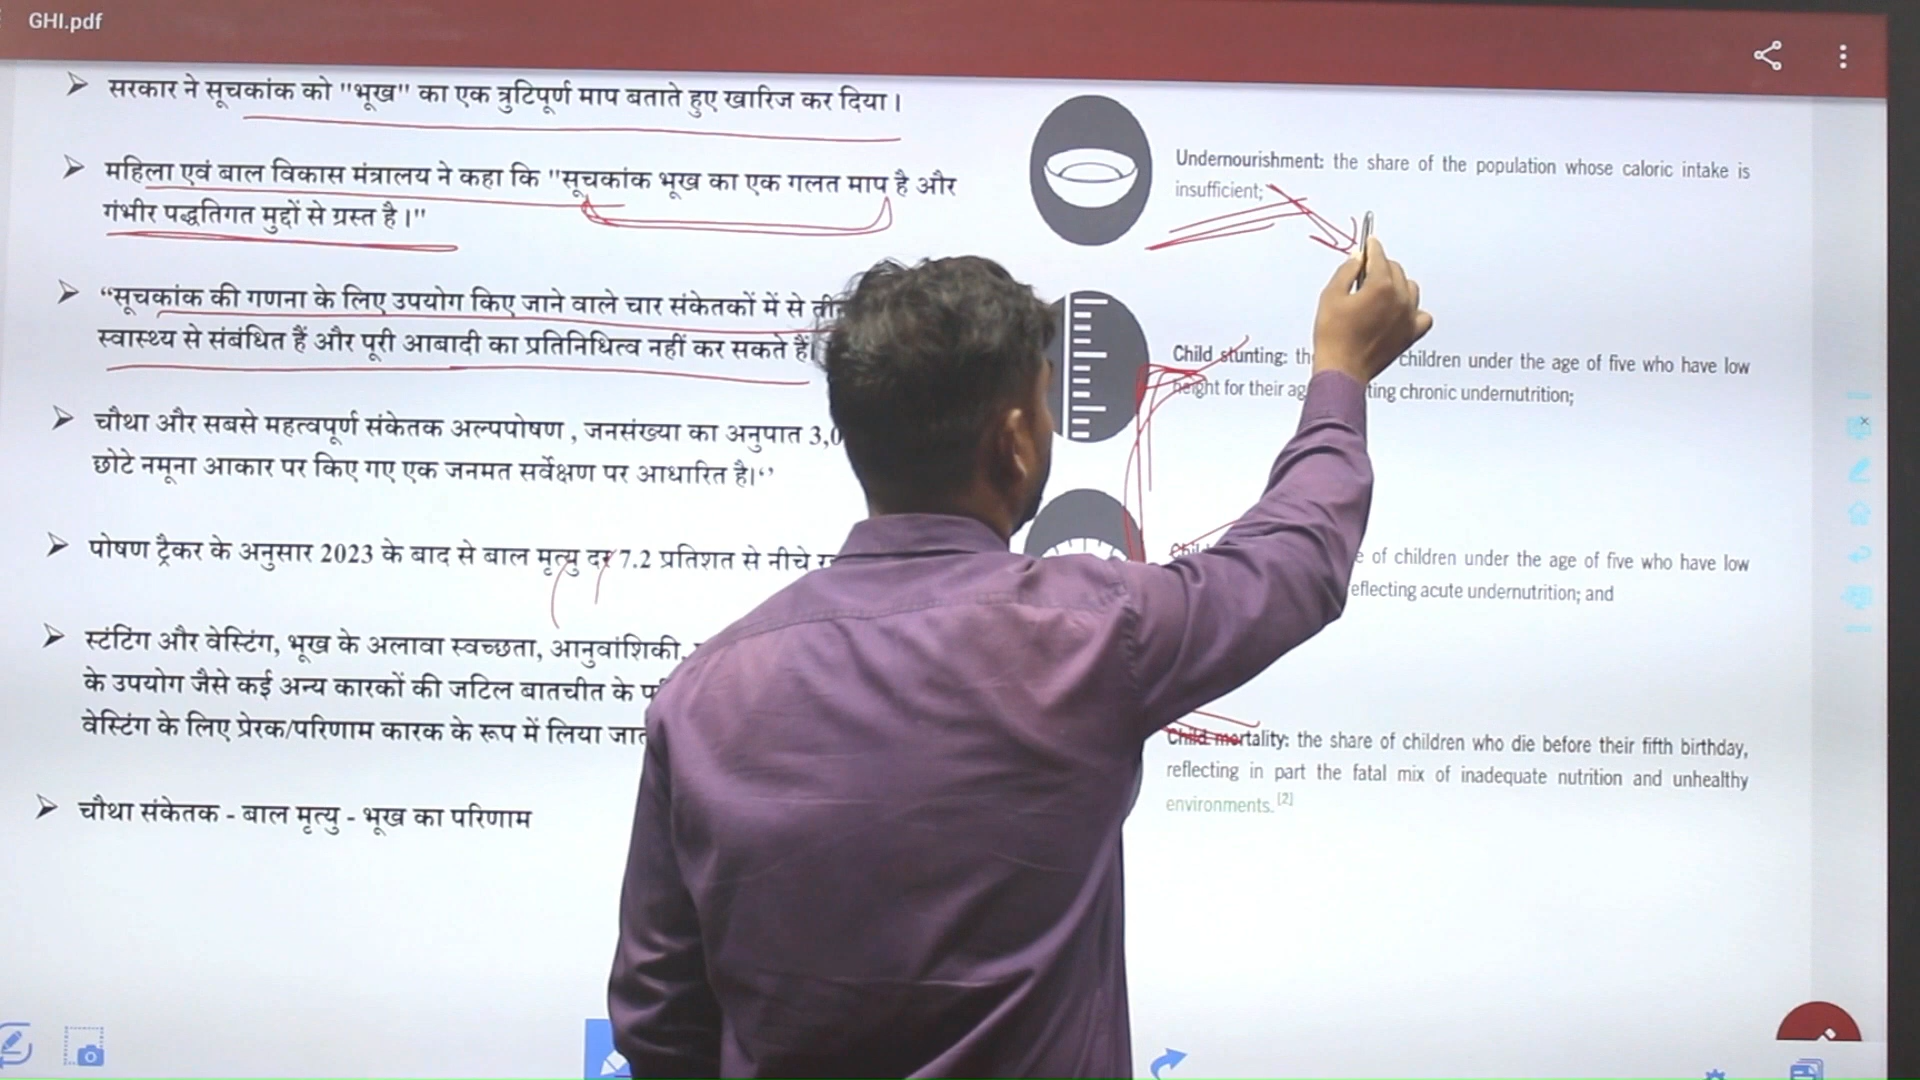 GHI.pdf
➤ सरकार ने सूचकांक को "भूख" का एक त्रुटिपूर्ण माप बताते हुए खारिज कर दिया।
➤ महिला एवं बाल विकास मंत्रालय ने कहा कि "सूचकांक भूख का एक गलत माप है और
गंभीर पद्धतिगत मुद्दों से ग्रस्त है।"
➤ “सूचकांक की गणना के लिए उपयोग किए जाने वाले चार संकेतकों में से
स्वास्थ्य से संबंधित हैं और पूरी आबादी का प्रतिनिधित्व नहीं कर सकते हैं।
➤ चौथा और सबसे महत्वपूर्ण संकेतक अल्पपोषण , जनसंख्या का अनुपात 3,0
छोटे नमूना आकार पर किए गए एक जनमत सर्वेक्षण पर आधारित है।‘’
➤ पोषण ट्रैकर के अनुसार 2023 के बाद से बाल मृत्यु दर 7.2 प्रतिशत से नीचे
➤ स्टंटिंग और वेस्टिंग, भूख के अलावा स्वच्छता, आनुवांशिकी,
के उपयोग जैसे कई अन्य कारकों की जटिल बातचीत के
वेस्टिंग के लिए प्रेरक/परिणाम कारक के रूप में लिया
➤ चौथा संकेतक - बाल मृत्यु - भूख का परिणाम
Undernourishment: the share of the population whose caloric intake is
insufficient;
Child stunting: children under the age of five who have low
height for their chronic undernutrition;
of children under the age of five who have low
reflecting acute undernutrition; and
Child mortality: the share of children who die before their fifth birthday,
reflecting in part the fatal mix of inadequate nutrition and unhealthy
environments.[2]